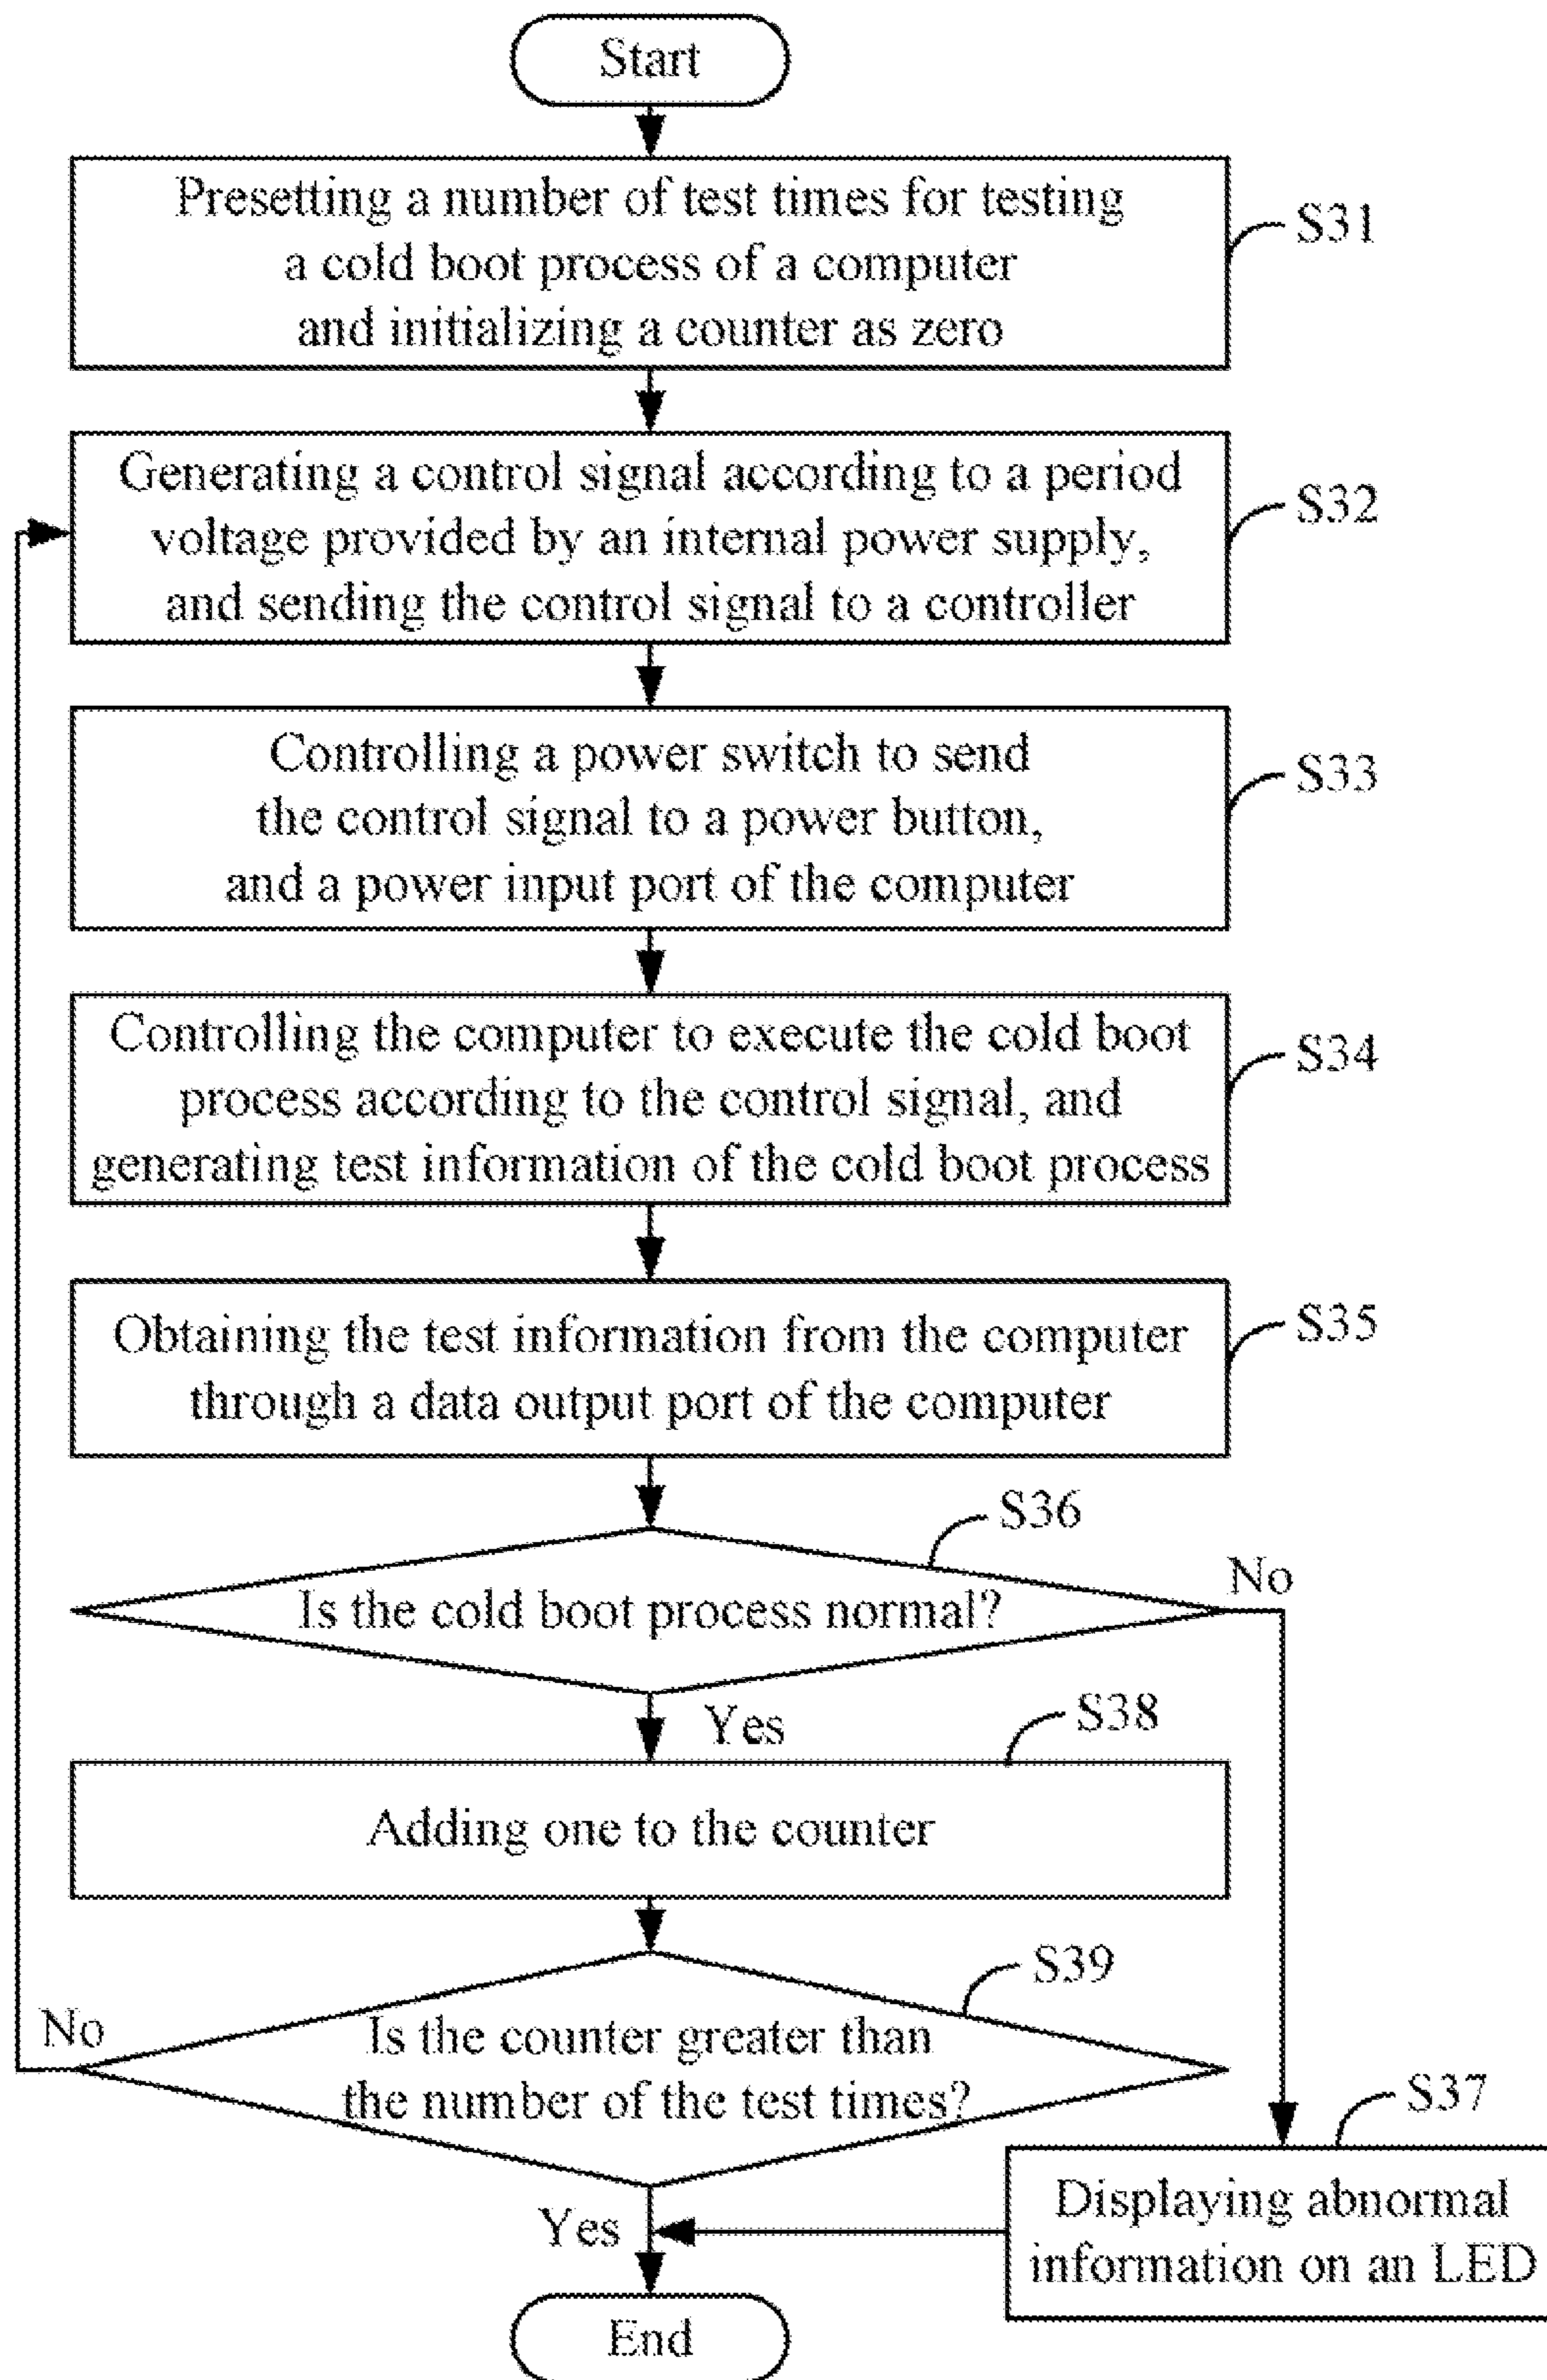 Start
Presetting a number of test times for testing
a cold boot process of a computer
and initializing a counter as zero
S31
Generating a control signal according to a period
voltage provided by an internal power supply,
and sending the control signal to a controller
S32
Controlling a power switch to send
the control signal to a power button,
and a power input port of the computer
S33
Controlling the computer to execute the cold boot
process according to the control signal, and
generating test information of the cold boot process
S34
Obtaining the test information from the computer
through a data output port of the computer
S35
S36
Is the cold boot process normal?
No
Yes
S38
Adding one to the counter
S39
No
Is the counter greater than
the number of the test times?
S37
Displaying abnormal
information on an LED
Yes
End